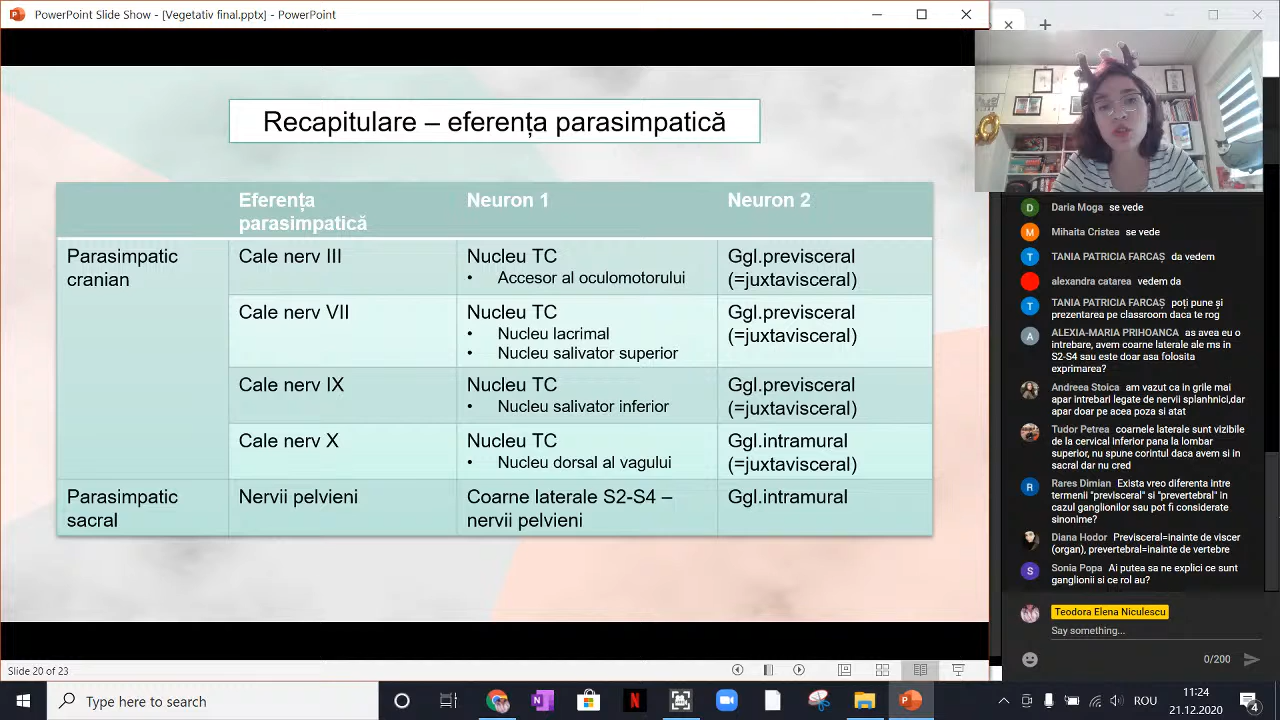 PowerPoint Slide Show - [Vegetativ final.pptx] - PowerPoint
Recapitulare – eferența parasimpatică
Eferența
parasimpatică
Neuron 1
Neuron 2
Parasimpatic
cranian
Cale nerv III
Nucleu TC
• Accesor al oculomotorului
Ggl.previsceral
(=juxtavisceral)
Cale nerv VII
Nucleu TC
• Nucleu lacrimal
• Nucleu salivator superior
Ggl.previsceral
(=juxtavisceral)
Cale nerv IX
Nucleu TC
• Nucleu salivator inferior
Ggl.previsceral
(=juxtavisceral)
Cale nerv X
Nucleu TC
• Nucleu dorsal al vagului
Ggl.intramural
(=juxtavisceral)
Parasimpatic
sacral
Nervii pelvieni
Coarne laterale S2-S4 –
nervii pelvieni
Ggl.intramural
D Daria Moga se vede
M Mihaita Cristea se vede
T TANIA PATRICIA FARCAȘ da vedem
alexandra catarea vedem da
T TANIA PATRICIA FARCAȘ poți pune și
prezentarea pe classroom daca te rog
A ALEXIA-MARIA PRIHOANCA as avea eu o
intrebare, avem coarne laterale ale ms in
S2-S4 sau este doar asa folosita
exprimarea?
Andreea Stoica am vazut ca in grile mai
apar intrebari legate de nervii splahnici,dar
apar doar pe acea poza si atat
Tudor Petrea coarnele laterale sunt vizibile
de la cervical inferior pana la lombar
superior, nu spune corintul daca avem si in
sacral dar nu cred
R Rares Dimian Exista vreo diferenta intre
termenii "previsceral" si "prevertebral" in
cazul ganglionilor sau pot fi considerate
sinonime?
Diana Hodor Previsceral=inainte de viscer
(organ), prevertebral=inainte de vertebre
S Sonia Popa Ai putea sa ne explici ce sunt
ganglionii si ce rol au?
Teodora Elena Niculescu
Say something...
0/200
Slide 20 of 23
Type here to search
ROU
11:24
21.12.2020
4